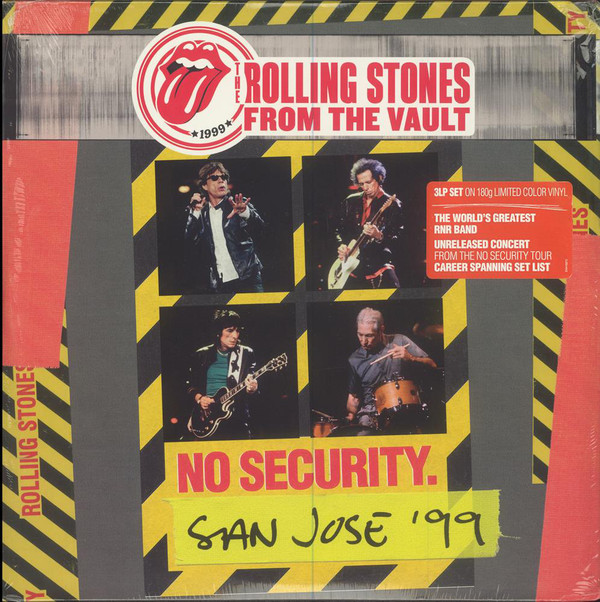 THE
ROLLING STONES
FROM THE VAULT
★1999★
3LP SET ON 180g LIMITED COLOR VINYL
THE WORLD'S GREATEST
RNR BAND
UNRELEASED CONCERT
FROM THE NO SECURITY TOUR
CAREER SPANNING SET LIST
ROLLING STONES
NO SECURITY.
SAN JOSE '99